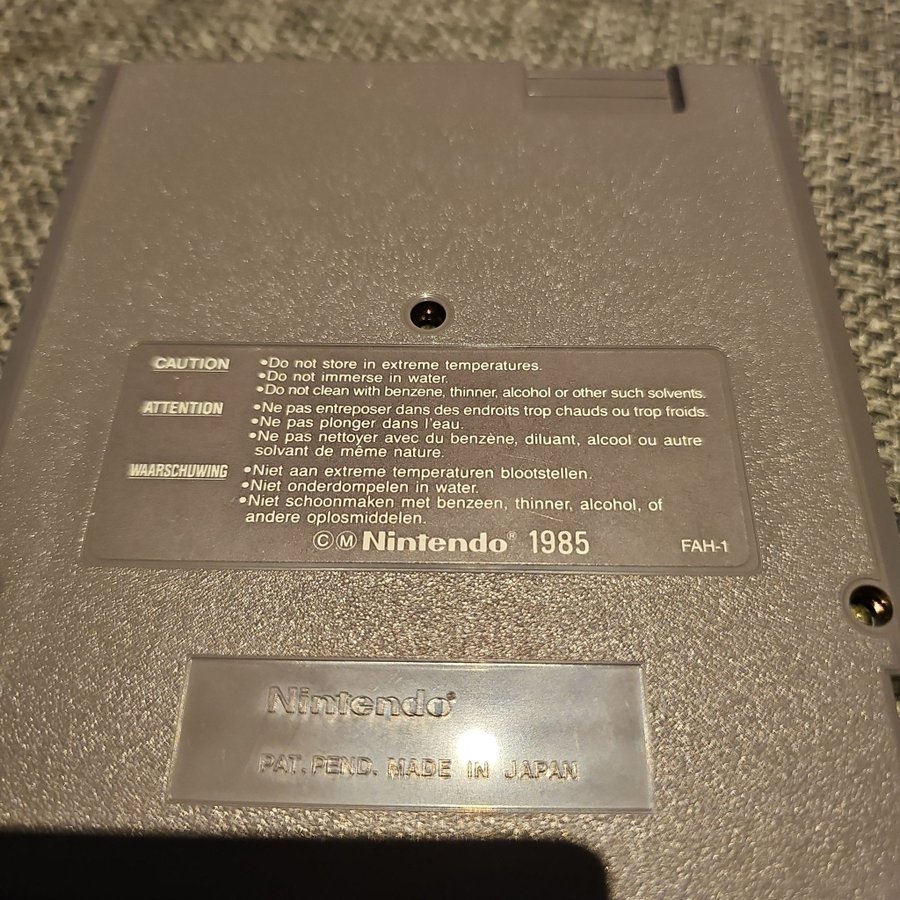 CAUTION •Do not store in extreme temperatures.
•Do not immerse in water.
•Do not clean with benzene, thinner, alcohol or other such solvents.
ATTENTION •Ne pas entreposer dans des endroits trop chauds ou trop froids.
•Ne pas plonger dans l'eau.
•Ne pas nettoyer avec du benzène, diluant, alcool ou autre
solvant de même nature.
WAARSCHUWING •Niet aan extreme temperaturen blootstellen.
•Niet onderdompelen in water.
•Niet schoonmaken met benzeen, thinner, alcohol, of
andere oplosmiddelen.
©Ⓜ Nintendo® 1985 FAH-1
Nintendo®
PAT. PEND. MADE IN JAPAN